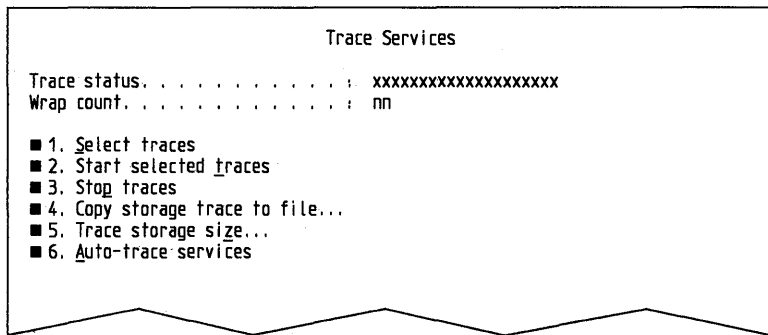 Trace Services
Trace status. . . . . . . . . . . . : xxxxxxxxxxxxxxxxxxxx
Wrap count. . . . . . . . . . . . . : nn
■ 1. Select traces
■ 2. Start selected traces
■ 3. Stop traces
■ 4. Copy storage trace to file...
■ 5. Trace storage size...
■ 6. Auto-trace services